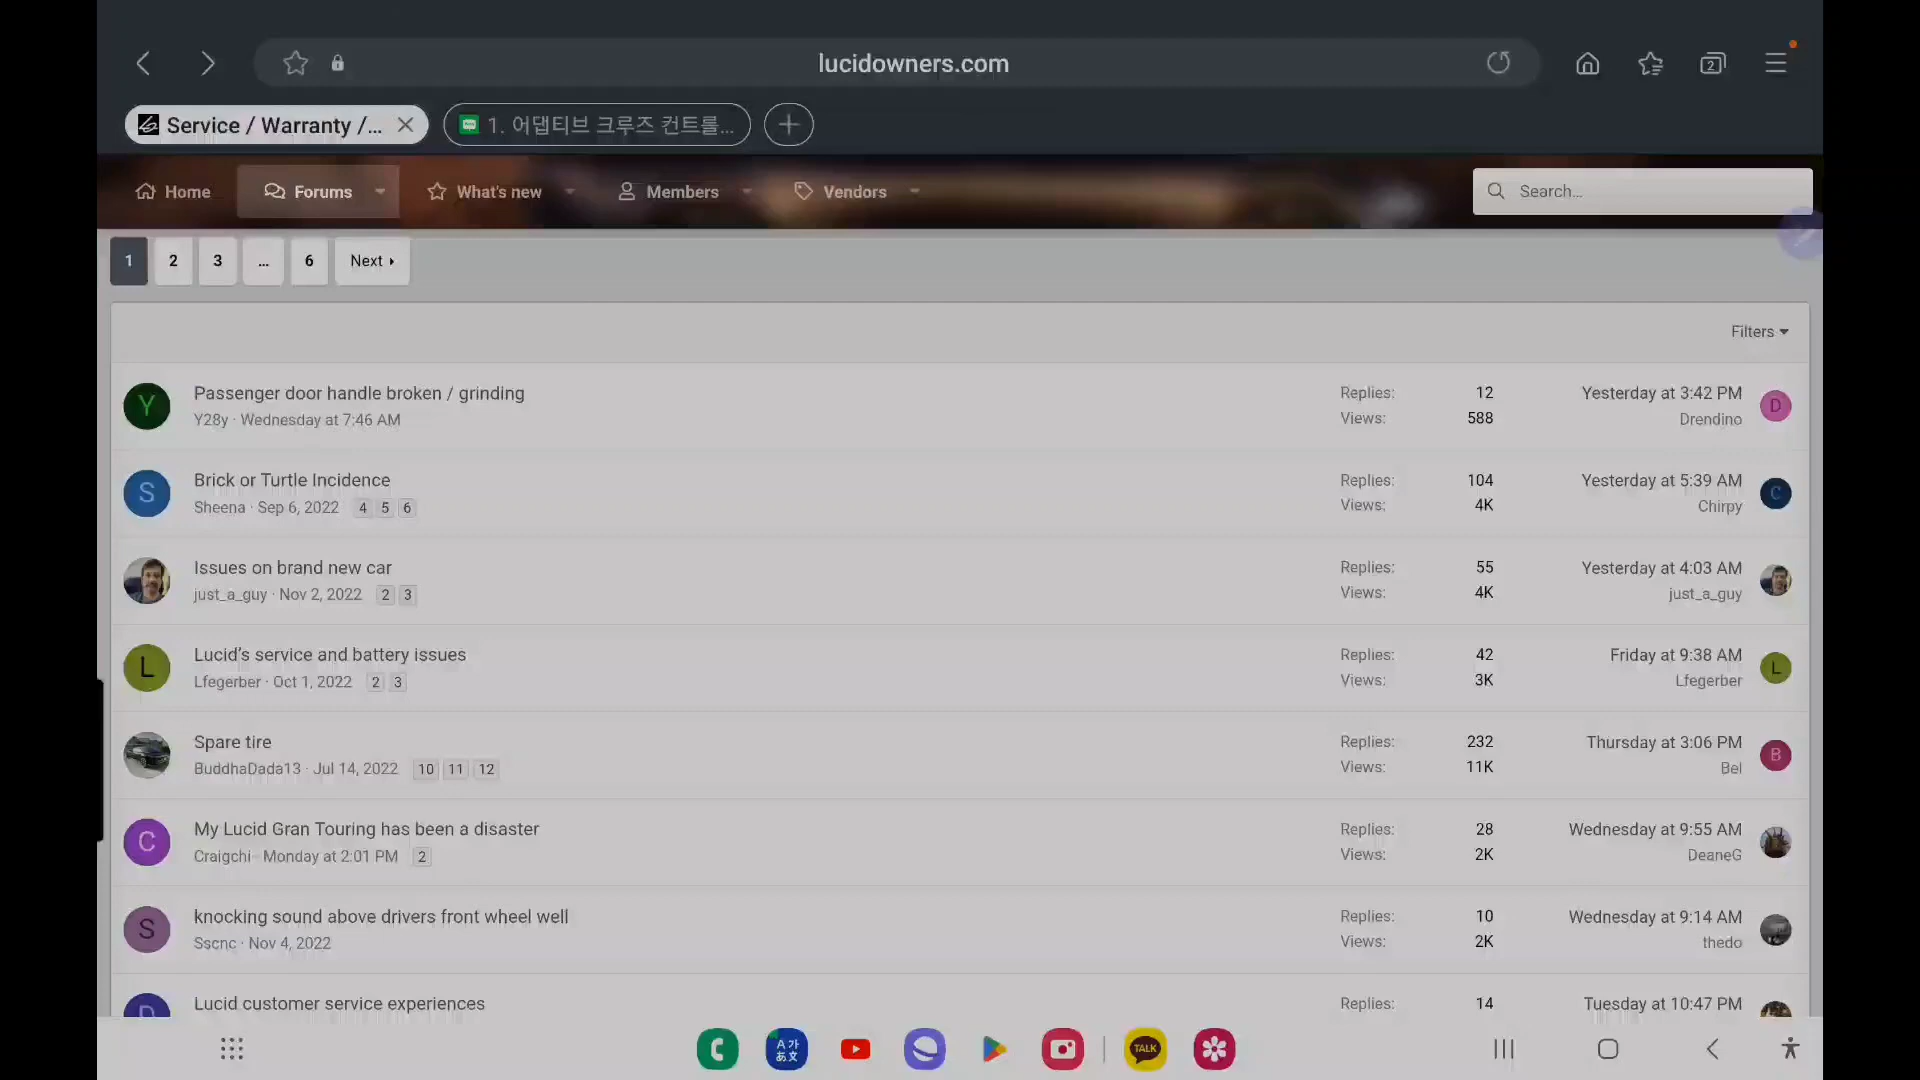 lucidowners.com
2
Service / Warranty /...
1. 어댑티브 크루즈 컨트롤...
Home
Forums
What's new
Members
Vendors
Search...
1
2
3
...
6
Next
Filters
Y
Passenger door handle broken / grinding
Y28y · Wednesday at 7:46 AM
Replies: 12
Views: 588
Yesterday at 3:42 PM
Drendino
D
S
Brick or Turtle Incidence
Sheena · Sep 6, 2022 4 5 6
Replies: 104
Views: 4K
Yesterday at 5:39 AM
Chirpy
C
Issues on brand new car
just_a_guy · Nov 2, 2022 2 3
Replies: 55
Views: 4K
Yesterday at 4:03 AM
just_a_guy
L
Lucid’s service and battery issues
Lfegerber · Oct 1, 2022 2 3
Replies: 42
Views: 3K
Friday at 9:38 AM
Lfegerber
L
Spare tire
BuddhaDada13 · Jul 14, 2022 10 11 12
Replies: 232
Views: 11K
Thursday at 3:06 PM
Bel
B
C
My Lucid Gran Touring has been a disaster
Craigchi · Monday at 2:01 PM 2
Replies: 28
Views: 2K
Wednesday at 9:55 AM
DeaneG
S
knocking sound above drivers front wheel well
Sscnc · Nov 4, 2022
Replies: 10
Views: 2K
Wednesday at 9:14 AM
thedo
D
Lucid customer service experiences
Replies: 14
Tuesday at 10:47 PM
A 가
あ 文
TALK